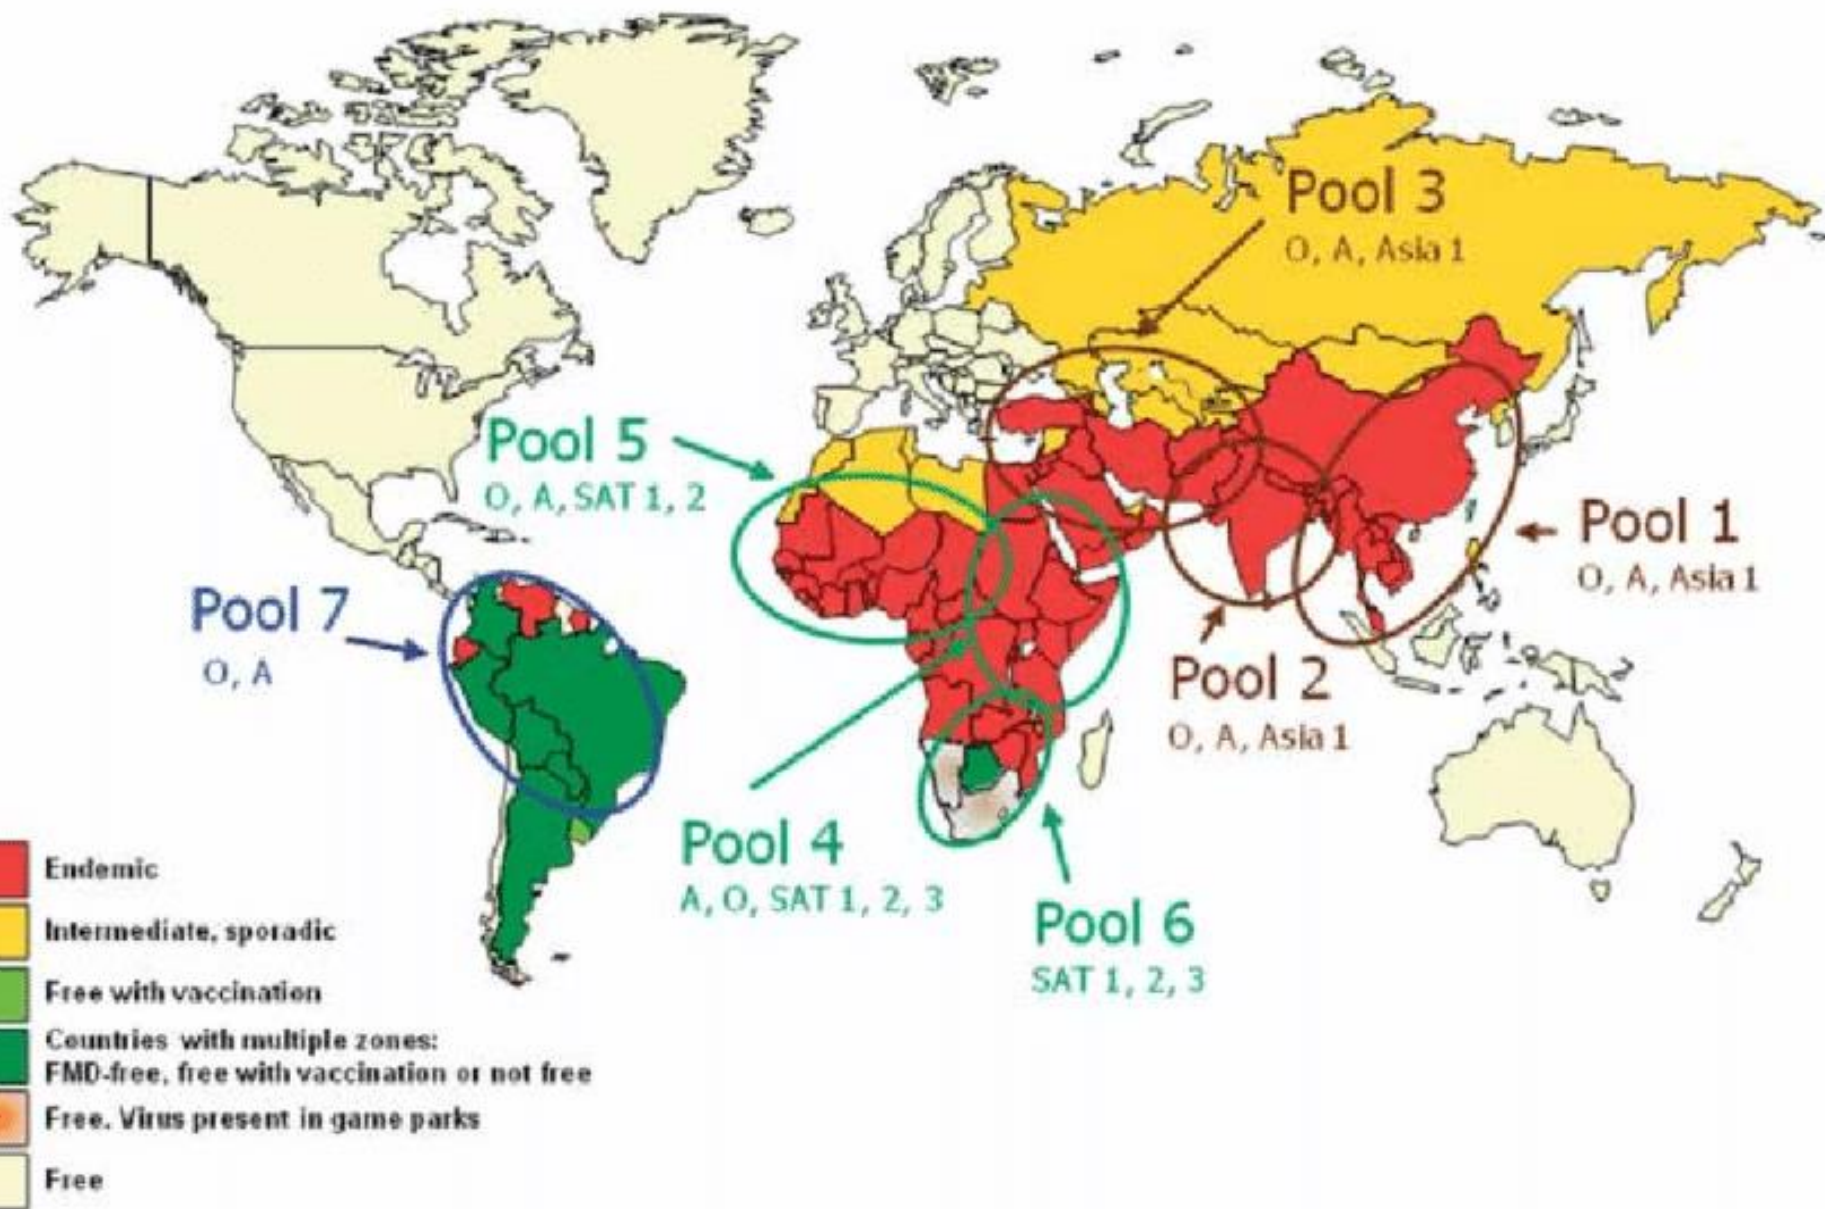 Pool 3
O, A, Asia 1
Pool 5
O, A, SAT 1, 2
Pool 1
O, A, Asia 1
Pool 7
O, A
Pool 2
O, A, Asia 1
Pool 4
A, O, SAT 1, 2, 3
Pool 6
SAT 1, 2, 3
Endemic
Intermediate, sporadic
Free with vaccination
Countries with multiple zones:
FMD-free, free with vaccination or not free
Free. Virus present in game parks
Free